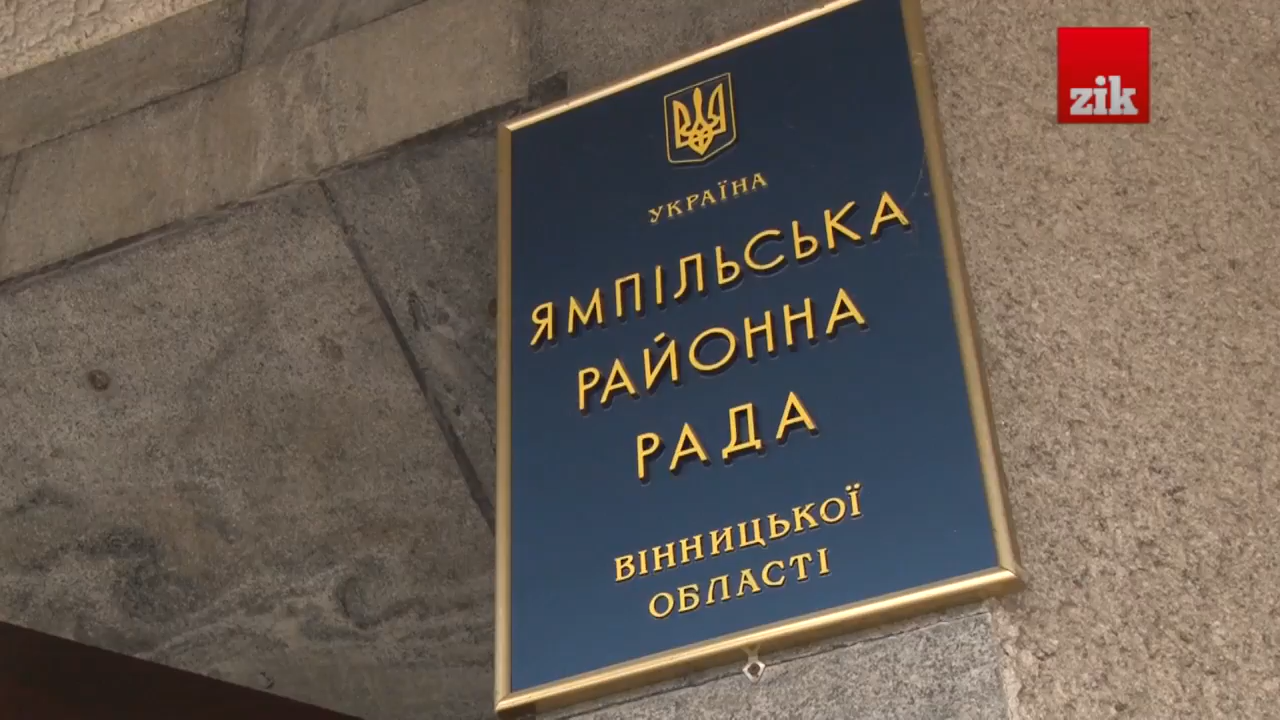 zik
УКРАЇНА
ЯМПІЛЬСЬКА
РАЙОННА
РАДА
ВІННИЦЬКОЇ
ОБЛАСТІ